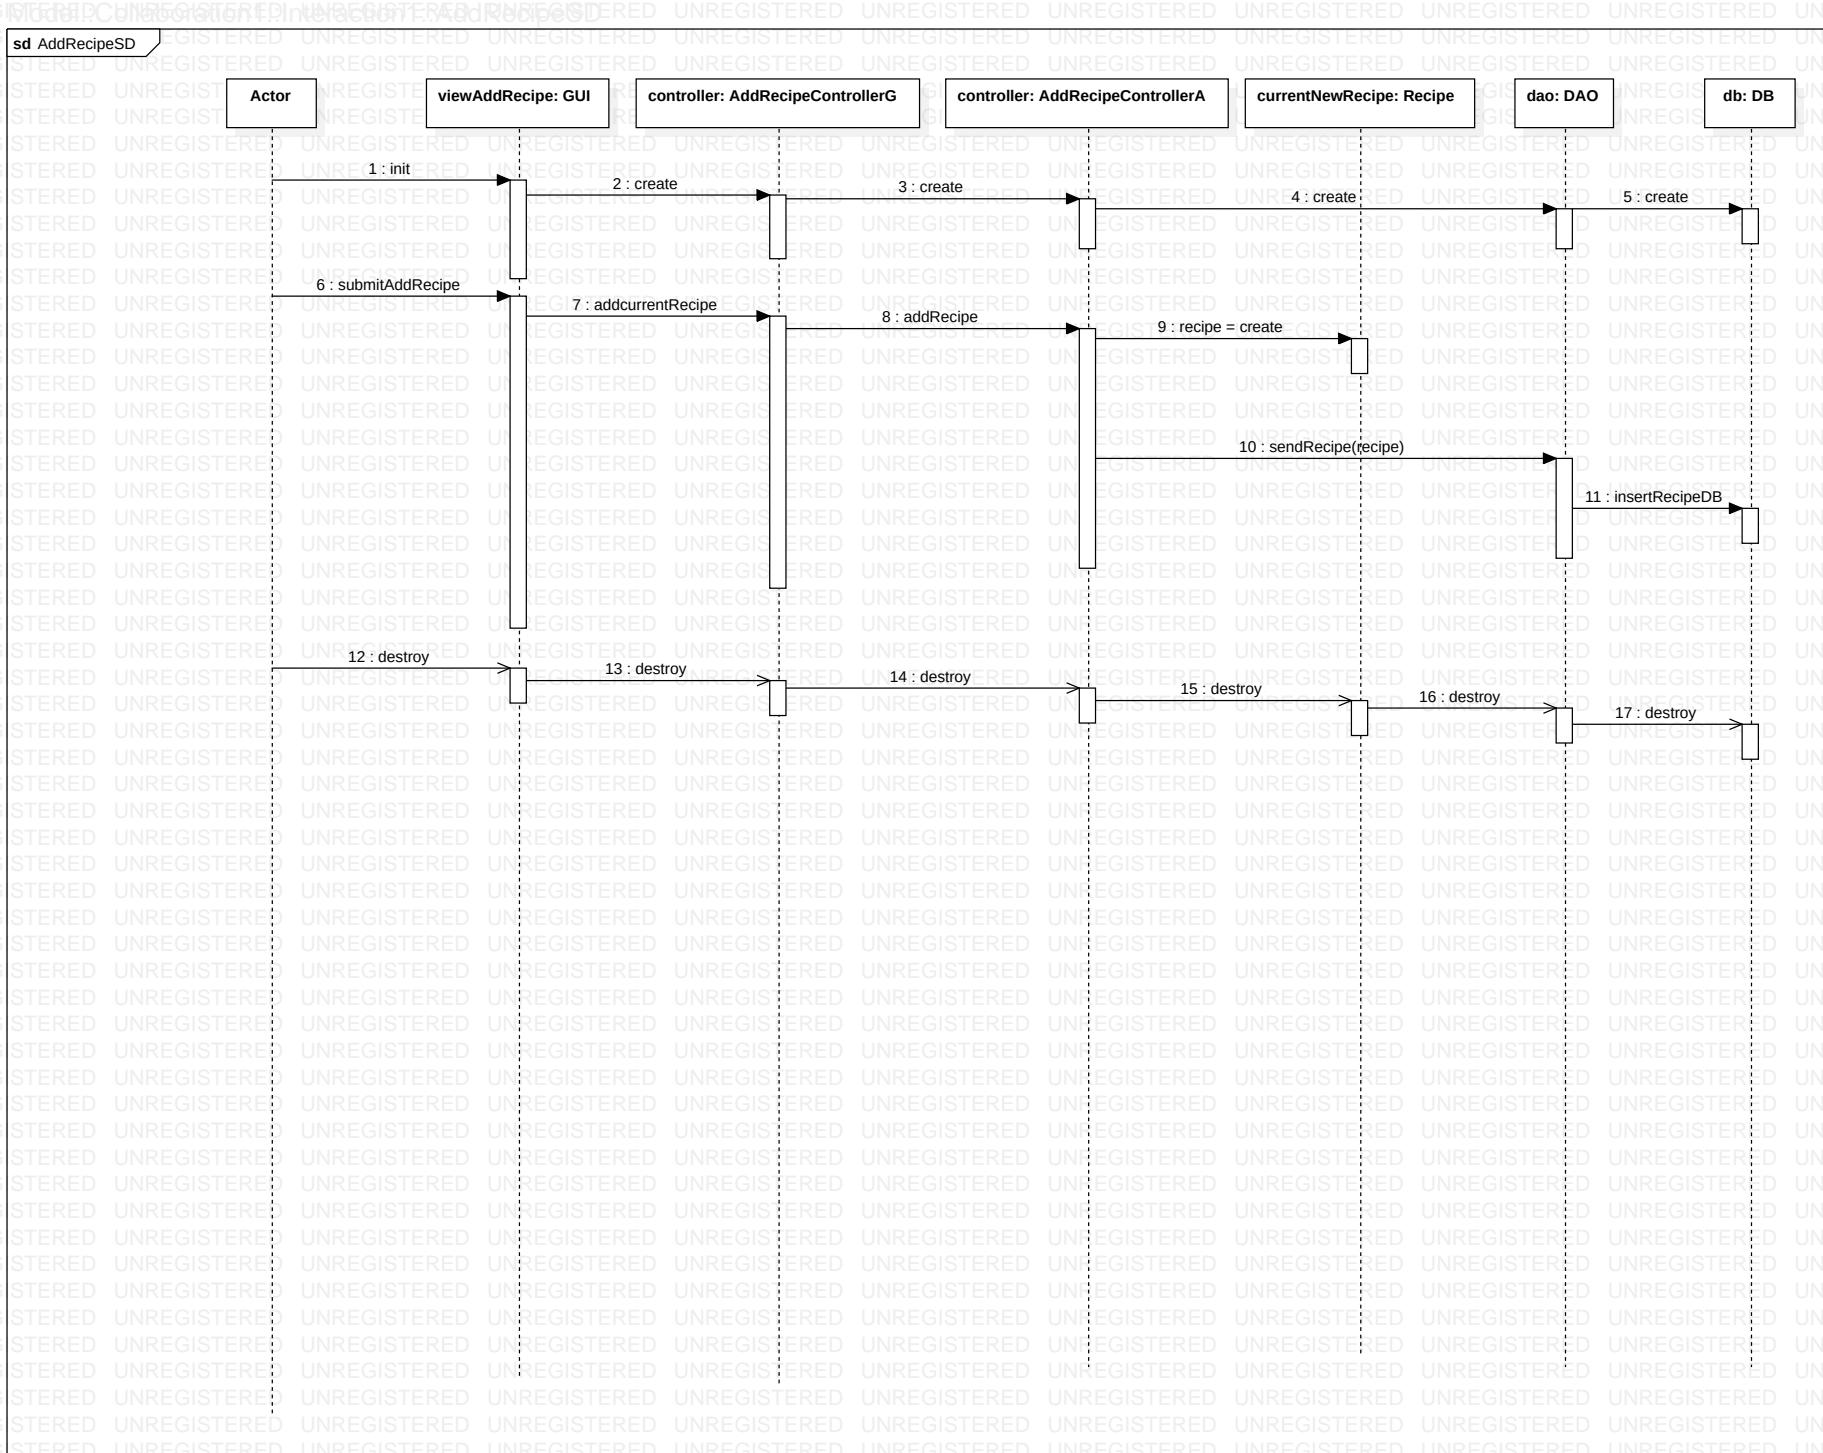 Model::Collaboration1::Interaction1::AddRecipeSD
sd AddRecipeSD
Actor
viewAddRecipe: GUI
controller: AddRecipeControllerG
controller: AddRecipeControllerA
currentNewRecipe: Recipe
dao: DAO
db: DB
1 : init
2 : create
3 : create
4 : create
5 : create
6 : submitAddRecipe
7 : addcurrentRecipe
8 : addRecipe
9 : recipe = create
10 : sendRecipe(recipe)
11 : insertRecipeDB
12 : destroy
13 : destroy
14 : destroy
15 : destroy
16 : destroy
17 : destroy
UNREGISTERED